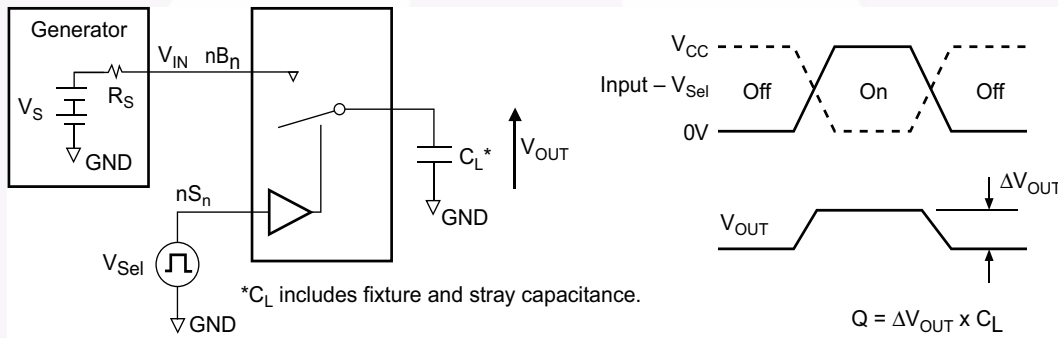 Generator
V_IN
nB_n
R_S
V_S
GND
nS_n
V_Sel
GND
C_L*
V_OUT
GND
*C_L includes fixture and stray capacitance.
V_CC
Input – V_Sel
Off
On
Off
0V
V_OUT
ΔV_OUT
Q = ΔV_OUT x C_L